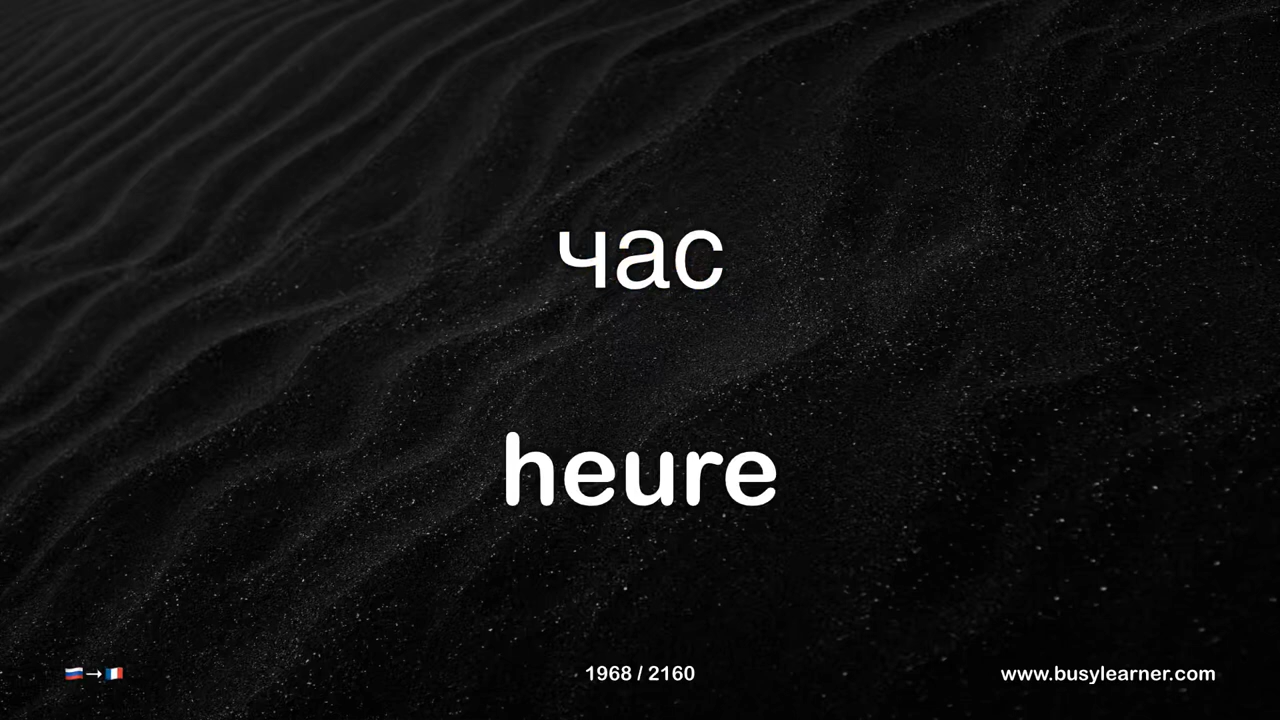 час
heure
🇷🇺→🇫🇷
1968 / 2160
www.busylearner.com